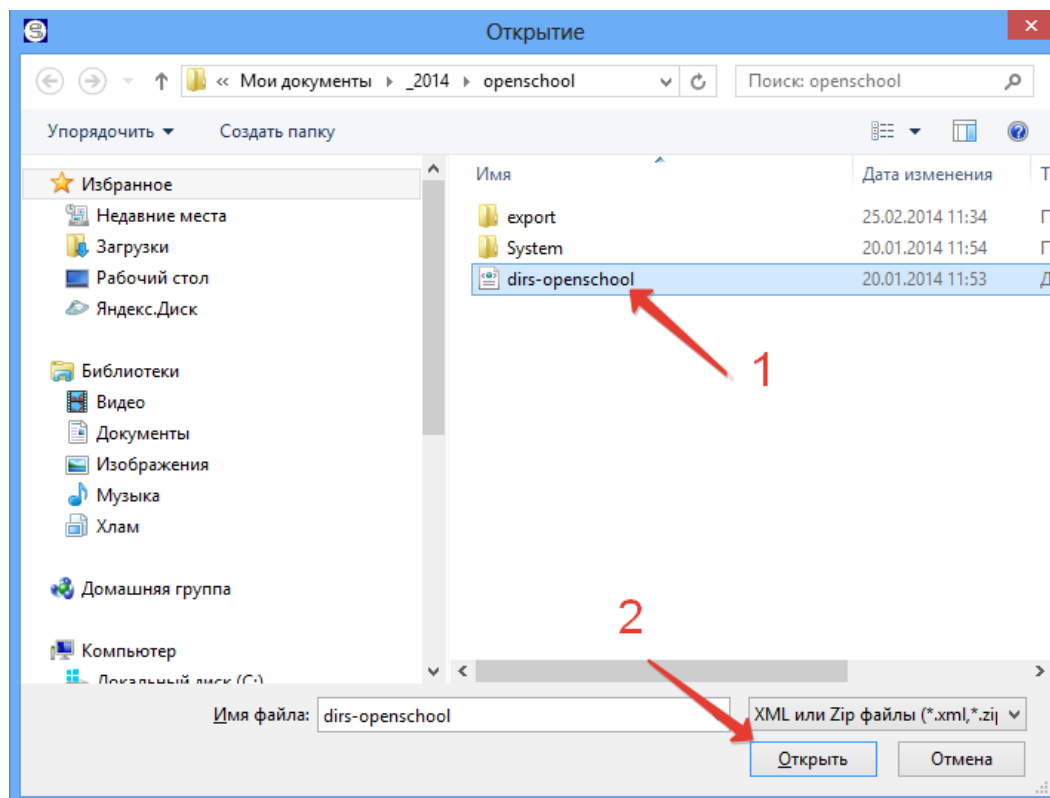 Открытие
« Мои документы ▸ _2014 ▸ openschool
Поиск: openschool
Упорядочить ▾ Создать папку
Имя Дата изменения Т
Избранное
Недавние места
Загрузки
Рабочий стол
Яндекс.Диск
Библиотеки
Видео
Документы
Изображения
Музыка
Хлам
Домашняя группа
Компьютер
Локальный диск (C:)
export 25.02.2014 11:34 П
System 20.01.2014 11:54 П
dirs-openschool 20.01.2014 11:53 Д
1
2
Имя файла: dirs-openschool XML или Zip файлы (*.xml,*.zip
Открыть Отмена